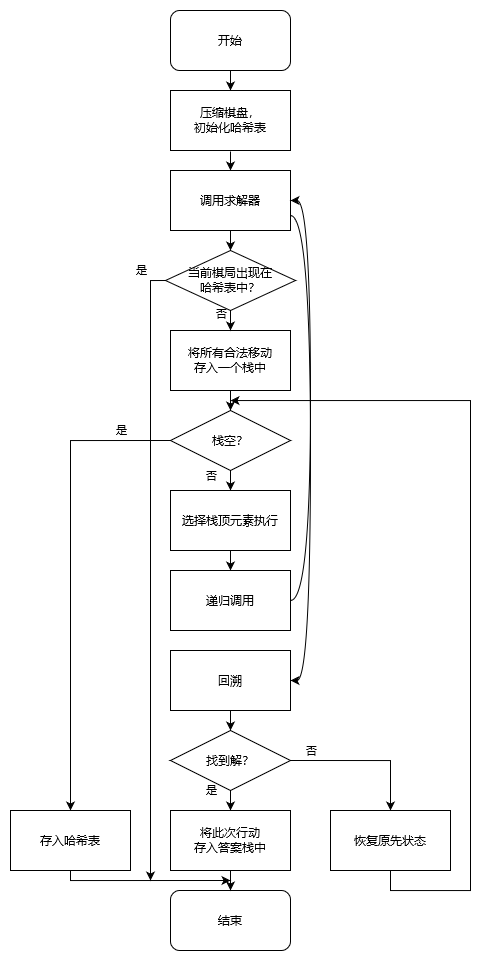 开始
压缩棋盘，
初始化哈希表
调用求解器
是
当前棋局出现在
哈希表中？
否
将所有合法移动
存入一个栈中
是
栈空？
否
选择栈顶元素执行
递归调用
回溯
找到解？
否
是
存入哈希表
将此次行动
存入答案栈中
恢复原先状态
结束